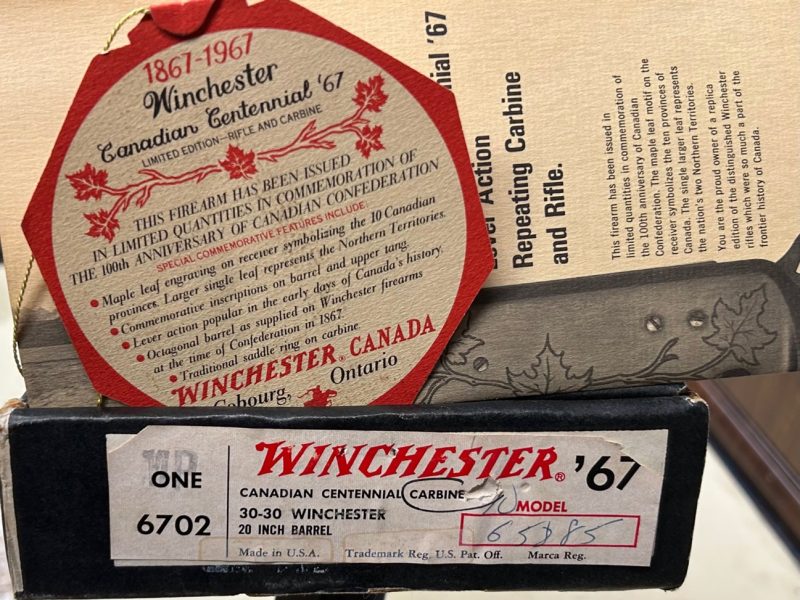 1867-1967
Winchester
Canadian Centennial '67
LIMITED EDITION—RIFLE AND CARBINE
THIS FIREARM HAS BEEN ISSUED
IN LIMITED QUANTITIES IN COMMEMORATION OF
THE 100th ANNIVERSARY OF CANADIAN CONFEDERATION
SPECIAL COMMEMORATIVE FEATURES INCLUDE
• Maple leaf engraving on receiver symbolizing the 10 Canadian
provinces. Larger single leaf represents the Northern Territories.
• Commemorative inscriptions on barrel and upper tang.
• Lever action popular in the early days of Canada's history.
• Octagonal barrel as supplied on Winchester firearms
at the time of Confederation in 1867.
• Traditional saddle ring on carbine.
WINCHESTER® CANADA
Cobourg, Ontario
'67
Lever Action
Repeating Carbine
and Rifle.
This firearm has been issued in
limited quantities in commemoration of
the 100th anniversary of Canadian
Confederation. The maple leaf motif on the
receiver symbolizes the ten provinces of
Canada. The single larger leaf represents
the nation's two Northern Territories.
You are the proud owner of a replica
edition of the distinguished Winchester
rifles which were so much a part of the
frontier history of Canada.
ONE
6702
WINCHESTER® '67
CANADIAN CENTENNIAL CARBINE
30-30 WINCHESTER
20 INCH BARREL
MODEL
65985
Made in U.S.A. Trademark Reg. U.S. Pat. Off. Marca Reg.